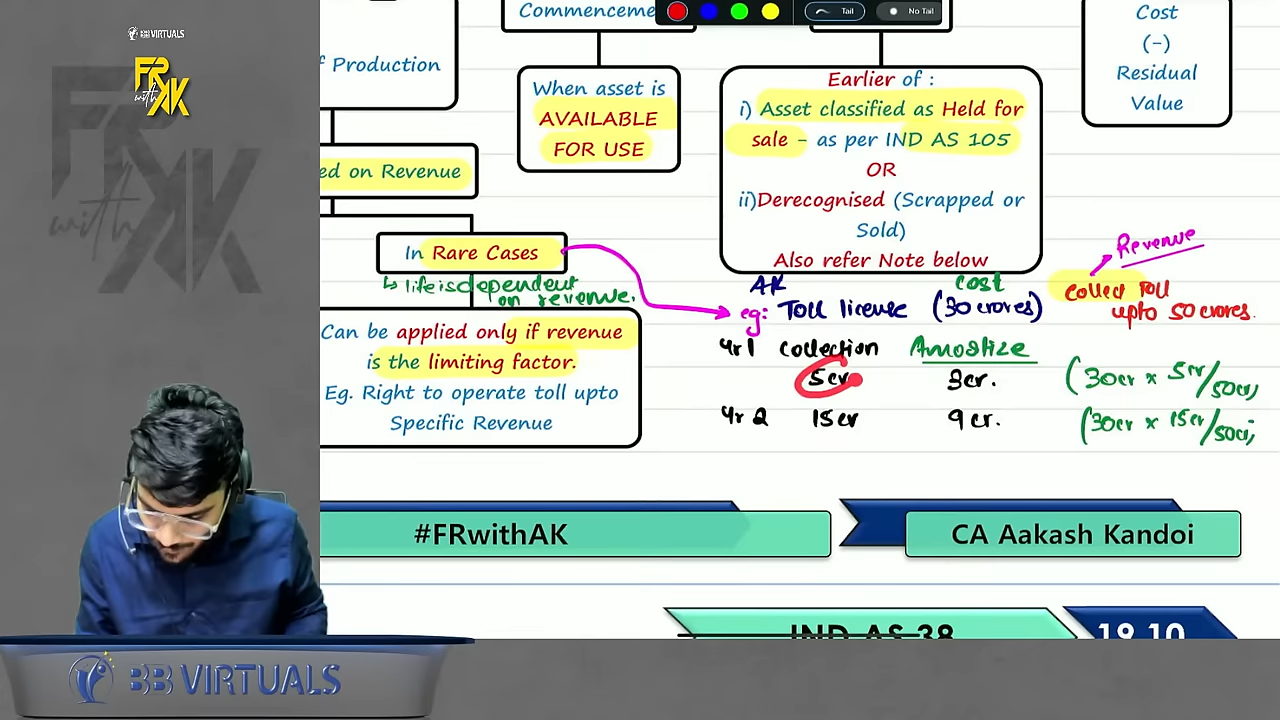 BB VIRTUALS
FR
with
AK
with
Commenceme
Tail
No Tail
Cost
(-)
Residual
Value
f Production
When asset is
AVAILABLE
FOR USE
Earlier of :
i) Asset classified as Held for
sale - as per IND AS 105
OR
ii)Derecognised (Scrapped or
Sold)
Also refer Note below
ed on Revenue
In Rare Cases
↳ life is dependent
on revenue.
Can be applied only if revenue
is the limiting factor.
Eg. Right to operate toll upto
Specific Revenue
Revenue
AK
cost
eg: Toll license (30 crores)
collect Toll
upto 50 crores.
Yr 1 collection Amortize
5cr 3cr. (30cr x 5cr/50cr)
Yr 2 15cr 9cr. (30cr x 15cr/50cr)
#FRwithAK
CA Aakash Kandoi
IND AS 38
19.10
BB VIRTUALS